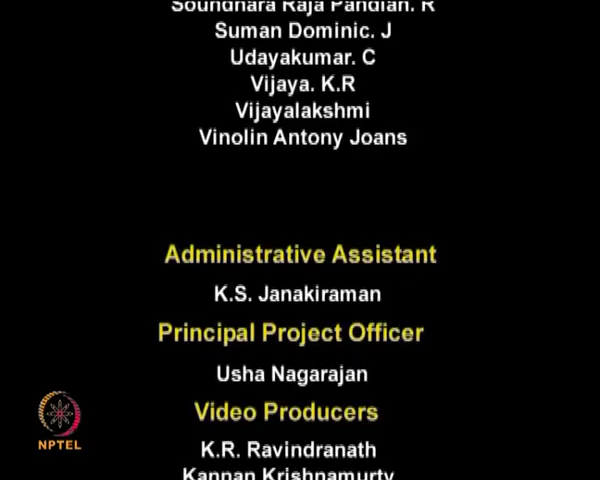 Soundhara Raja Pandian. R
Suman Dominic. J
Udayakumar. C
Vijaya. K.R
Vijayalakshmi
Vinolin Antony Joans
Administrative Assistant
K.S. Janakiraman
Principal Project Officer
Usha Nagarajan
Video Producers
K.R. Ravindranath
Kannan Krishnamurty
NPTEL